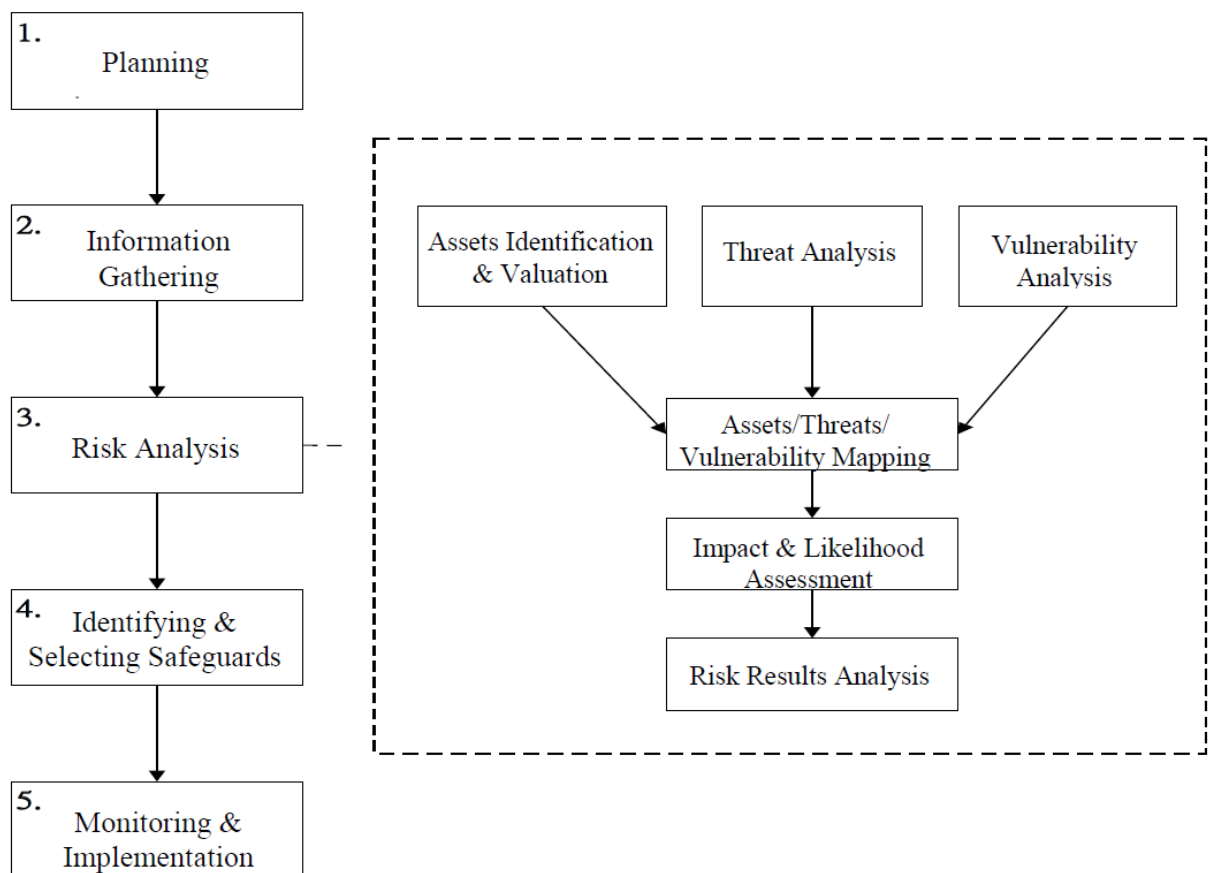 1.
Planning
2.
Information
Gathering
3.
Risk Analysis
4.
Identifying &
Selecting Safeguards
5.
Monitoring &
Implementation
Assets Identification
& Valuation
Threat Analysis
Vulnerability
Analysis
Assets/Threats/
Vulnerability Mapping
Impact & Likelihood
Assessment
Risk Results Analysis